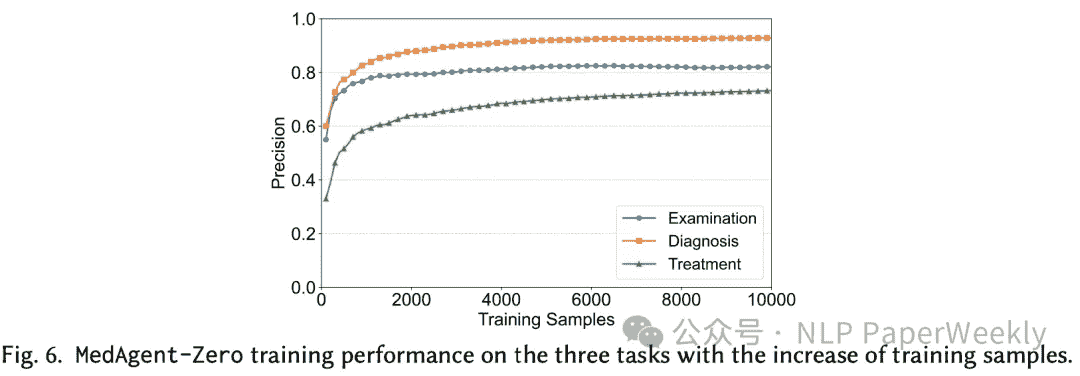 1.0
0.8
0.6
0.4
0.2
0.0
Precision
Examination
Diagnosis
Treatment
0 2000 4000 6000 8000 10000
Training Samples
公众号 · NLP PaperWeekly
Fig. 6. MedAgent-Zero training performance on the three tasks with the increase of training samples.